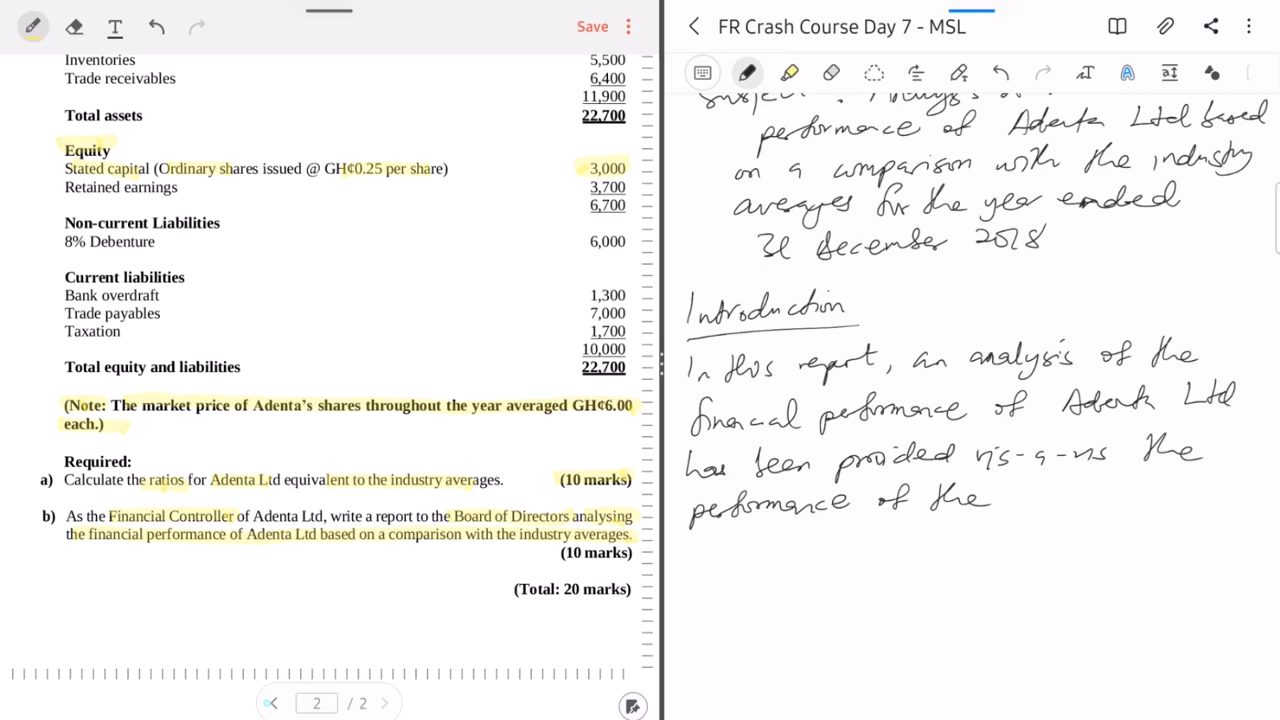 Save
Inventories 5,500
Trade receivables 6,400
11,900
Total assets 22,700
Equity
Stated capital (Ordinary shares issued @ GH¢0.25 per share) 3,000
Retained earnings 3,700
6,700
Non-current Liabilities
8% Debenture 6,000
Current liabilities
Bank overdraft 1,300
Trade payables 7,000
Taxation 1,700
10,000
Total equity and liabilities 22,700
(Note: The market price of Adenta's shares throughout the year averaged GH¢6.00
each.)
Required:
a) Calculate the ratios for Adenta Ltd equivalent to the industry averages. (10 marks)
b) As the Financial Controller of Adenta Ltd, write a report to the Board of Directors analysing
the financial performance of Adenta Ltd based on a comparison with the industry averages.
(10 marks)
(Total: 20 marks)
2 / 2
FR Crash Course Day 7 - MSL
performance of Adenta Ltd based
on a comparison with the industry
averages for the year ended
31 December 2018
Introduction
In this report, an analysis of the
financial performance of Adenta Ltd
has been provided vis-a-vis the
performance of the